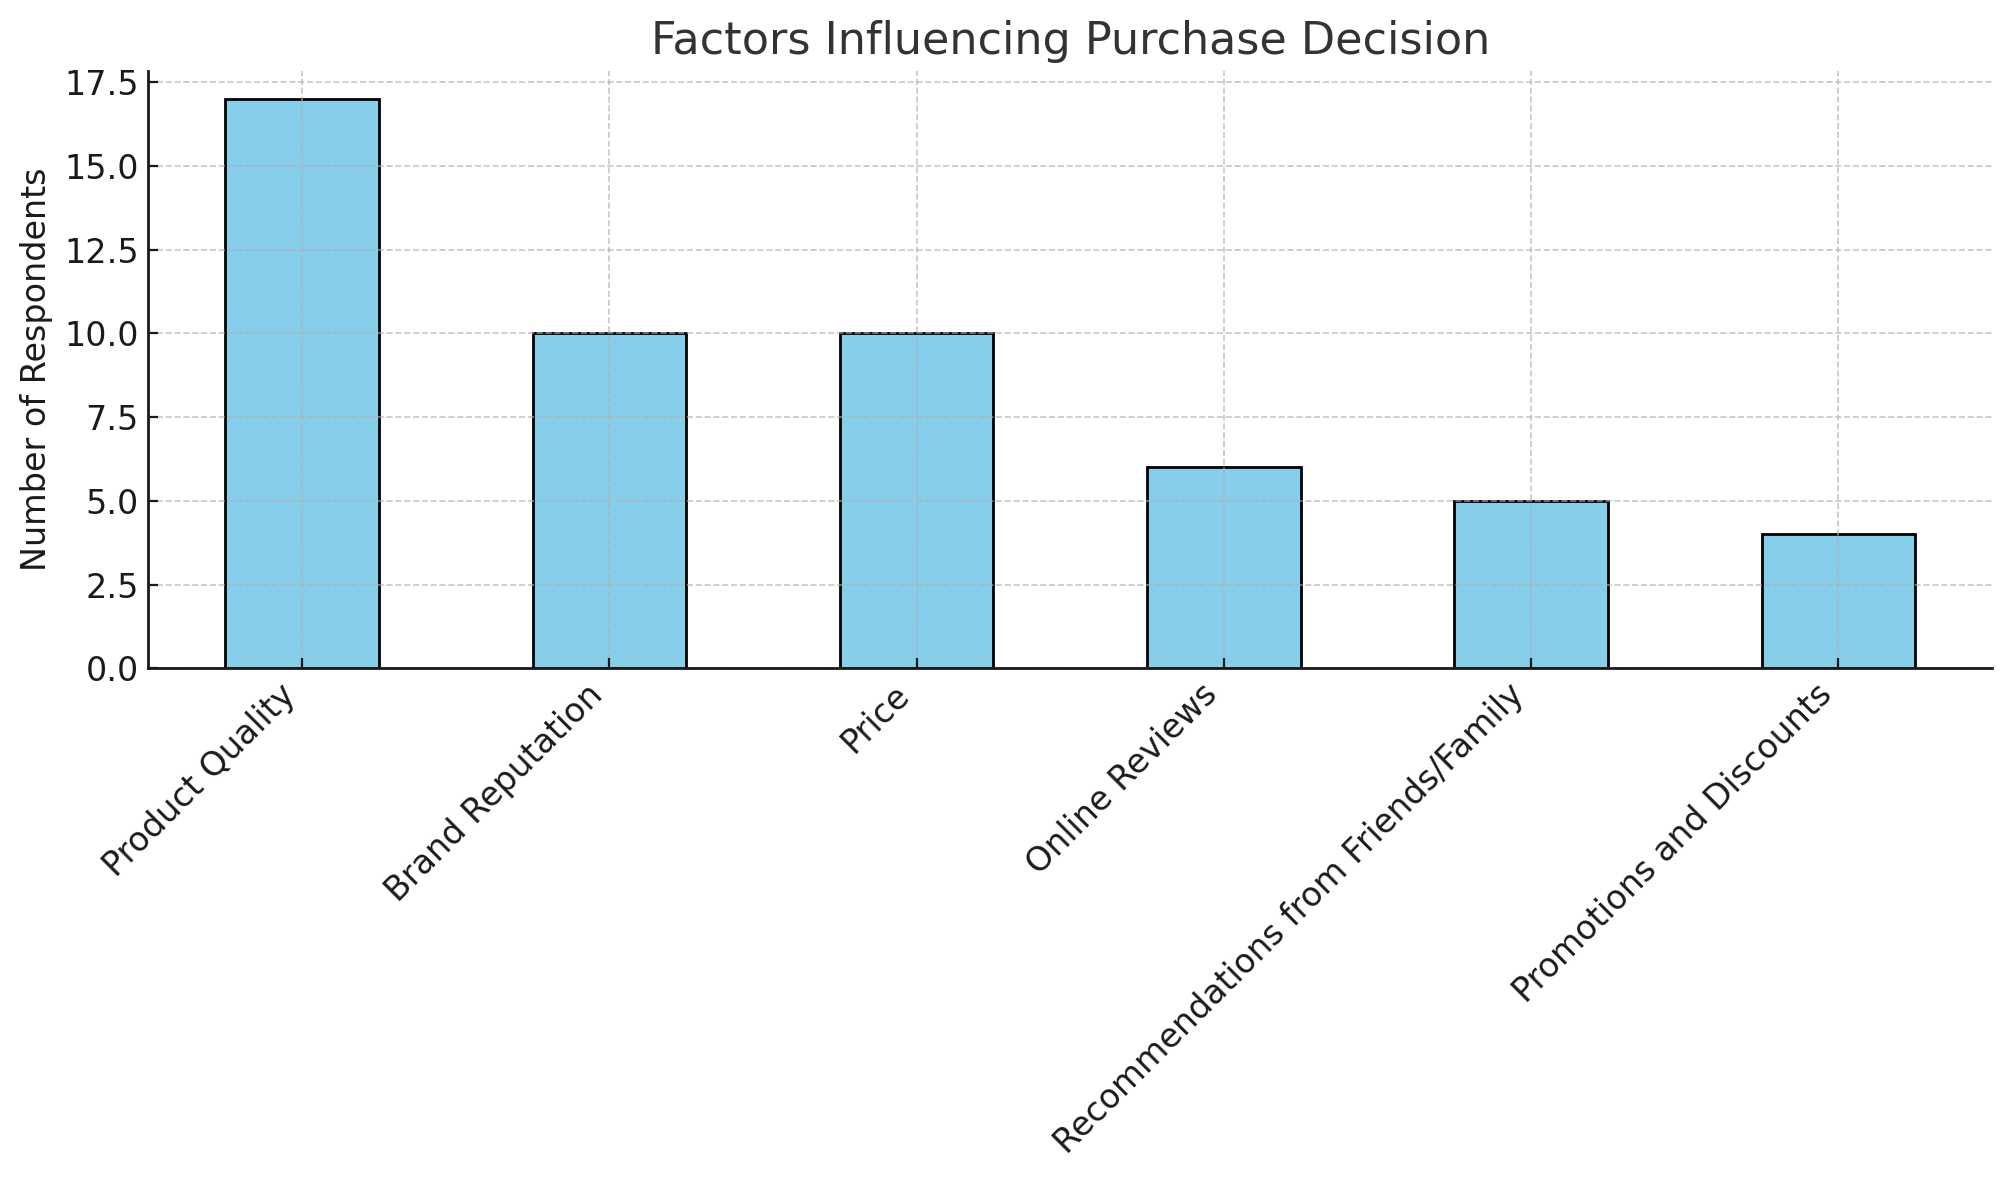 Factors Influencing Purchase Decision
Number of Respondents
17.5
15.0
12.5
10.0
7.5
5.0
2.5
0.0
Product Quality
Brand Reputation
Price
Online Reviews
Recommendations from Friends/Family
Promotions and Discounts